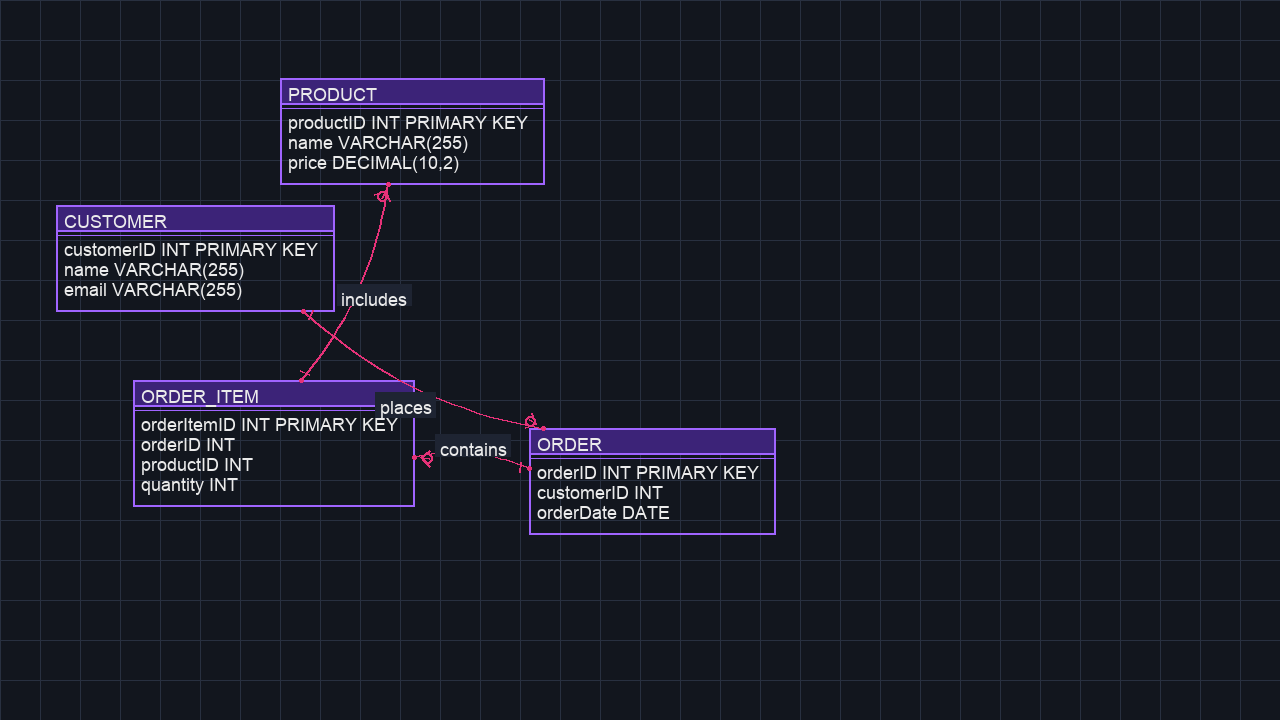 PRODUCT
productID INT PRIMARY KEY
name VARCHAR(255)
price DECIMAL(10,2)
CUSTOMER
customerID INT PRIMARY KEY
name VARCHAR(255)
email VARCHAR(255)
includes
ORDER_ITEM
orderItemID INT PRIMARY KEY
orderID INT
productID INT
quantity INT
places
contains
ORDER
orderID INT PRIMARY KEY
customerID INT
orderDate DATE